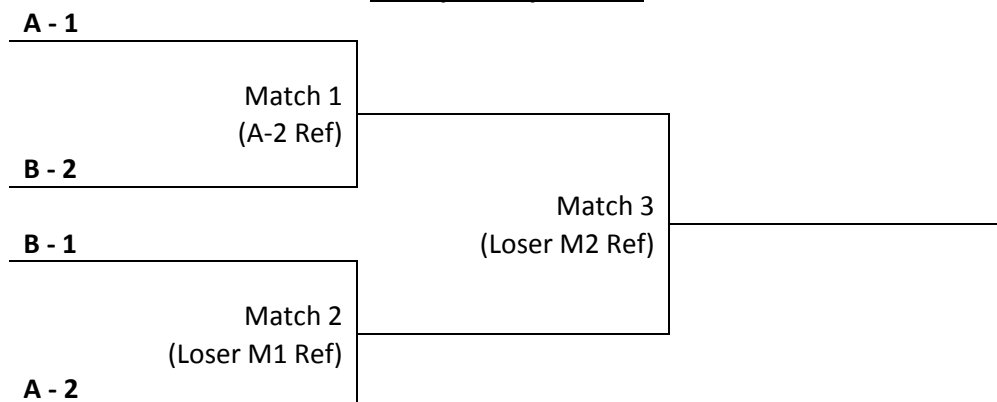 A - 1
Match 1
(A-2 Ref)
B - 2
Match 3
(Loser M2 Ref)
B - 1
Match 2
(Loser M1 Ref)
A - 2